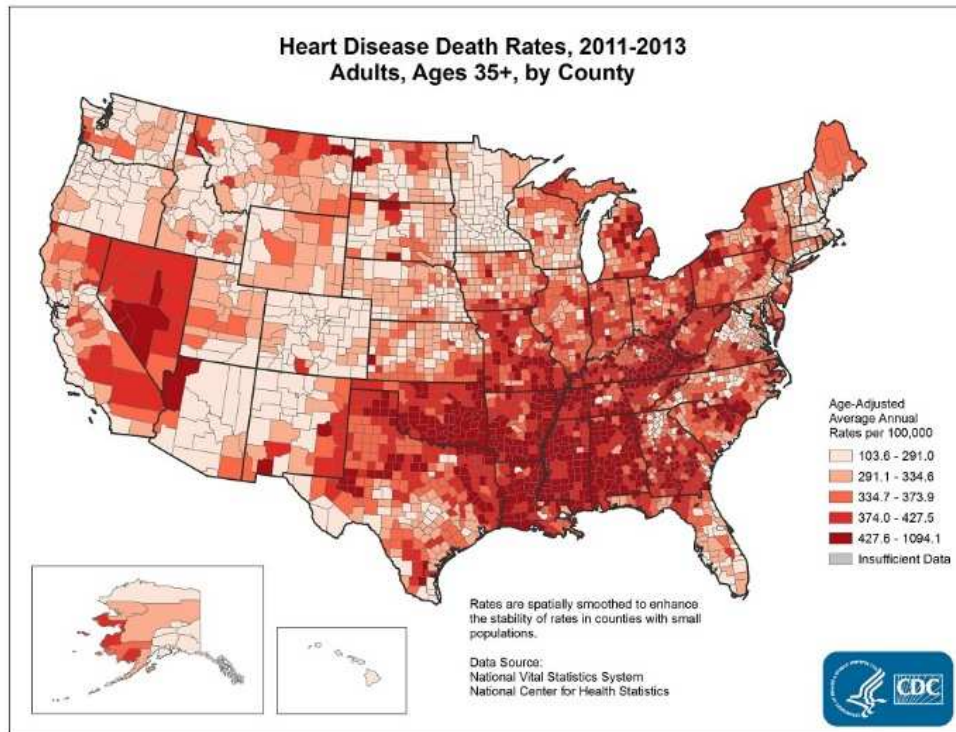 Heart Disease Death Rates, 2011-2013
Adults, Ages 35+, by County
Age-Adjusted
Average Annual
Rates per 100,000
103.6 - 291.0
291.1 - 334.6
334.7 - 373.9
374.0 - 427.5
427.6 - 1094.1
Insufficient Data
Rates are spatially smoothed to enhance
the stability of rates in counties with small
populations.
Data Source:
National Vital Statistics System
National Center for Health Statistics
CDC